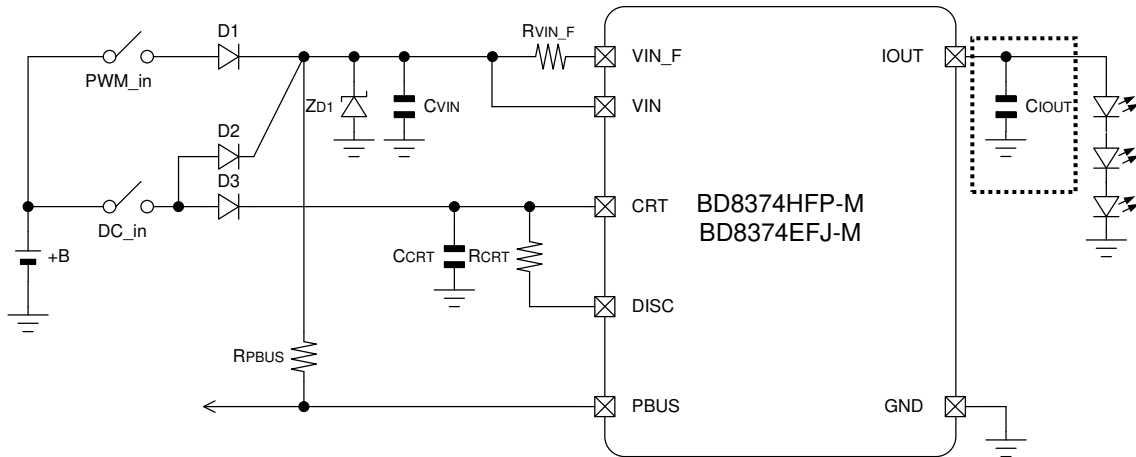 D1
RVIN_F
VIN_F
IOUT
PWM_in
ZD1
CVIN
VIN
CIOUT
D2
D3
CRT
BD8374HFP-M
BD8374EFJ-M
DC_in
+B
CCRT
RCRT
DISC
RPBUS
PBUS
GND